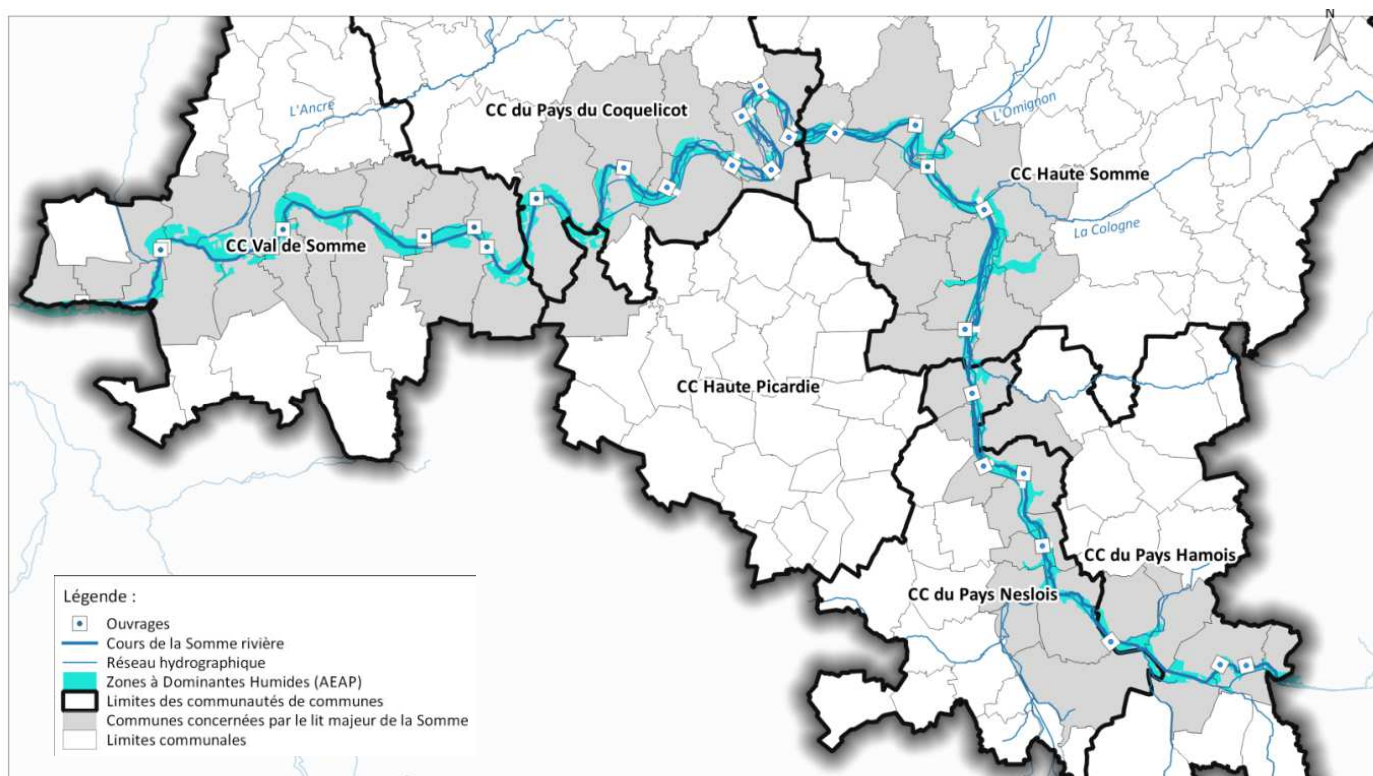 N
L'Ancre
CC du Pays du Coquelicot
L'Omignon
CC Haute Somme
La Cologne
CC Val de Somme
CC Haute Picardie
CC du Pays Hamois
CC du Pays Neslois
Légende :
Ouvrages
Cours de la Somme rivière
Réseau hydrographique
Zones à Dominantes Humides (AEAP)
Limites des communautés de communes
Communes concernées par le lit majeur de la Somme
Limites communales